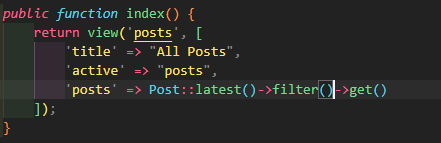 public function index() {
    return view('posts', [
        'title' => "All Posts",
        'active' => "posts",
        'posts' => Post::latest()->filter()->get()
    ]);
}